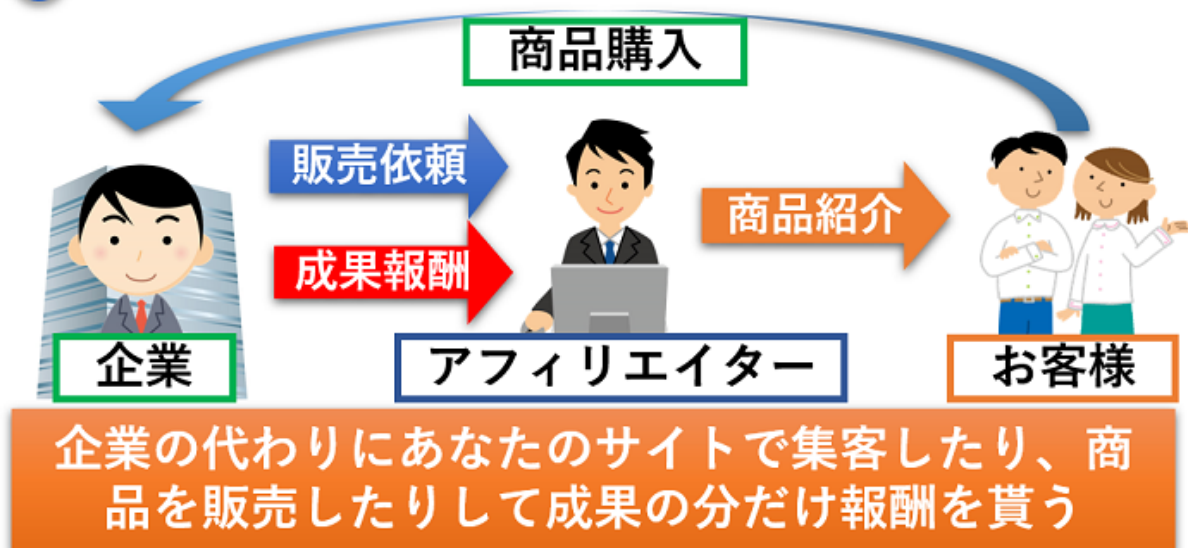 商品購入
販売依頼
成果報酬
商品紹介
企業
アフィリエイター
お客様
企業の代わりにあなたのサイトで集客したり、商
品を販売したりして成果の分だけ報酬を貰う